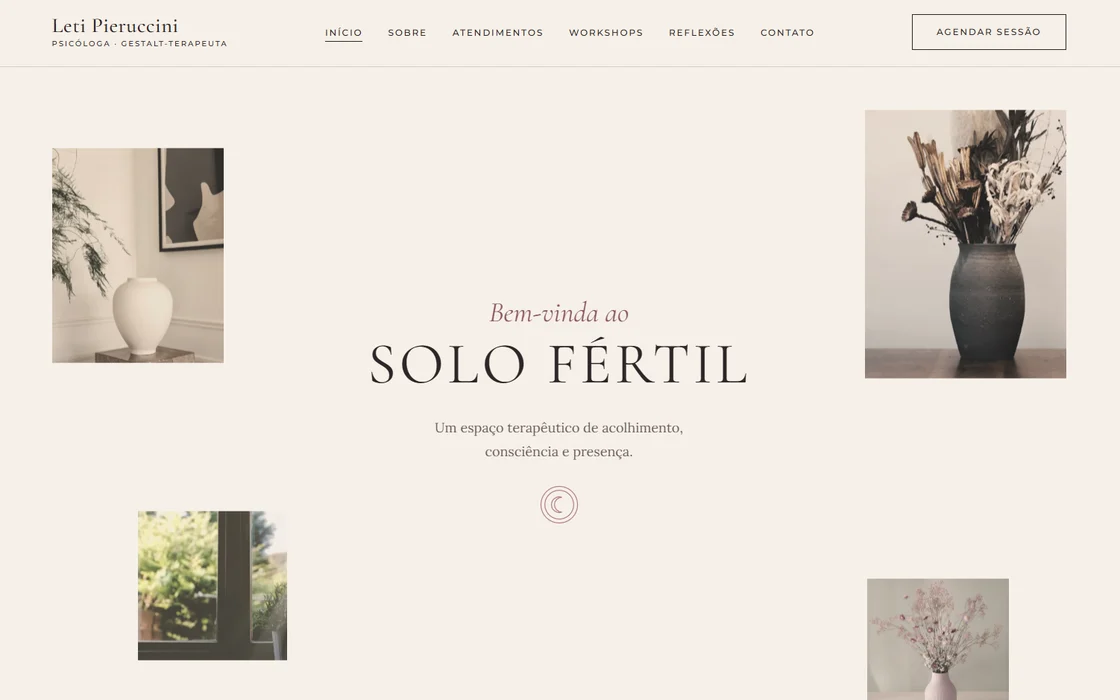 Leti Pieruccini
PSICÓLOGA · GESTALT-TERAPEUTA
INÍCIO
SOBRE
ATENDIMENTOS
WORKSHOPS
REFLEXÕES
CONTATO
AGENDAR SESSÃO
Bem-vinda ao
SOLO FÉRTIL
Um espaço terapêutico de acolhimento,
consciência e presença.